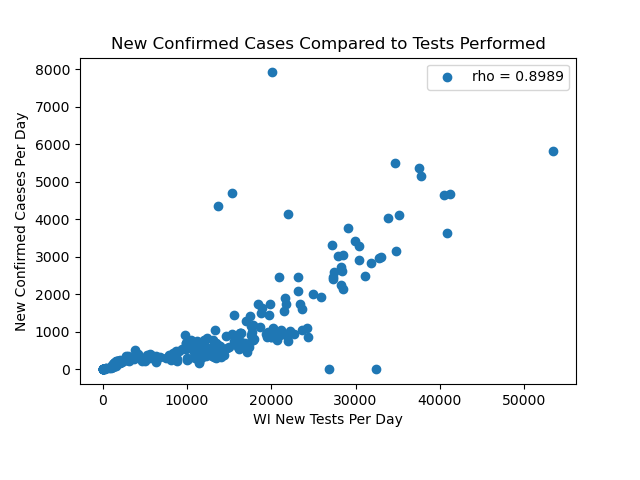 New Confirmed Cases Compared to Tests Performed
rho = 0.8989
New Confirmed Caeses Per Day
8000
7000
6000
5000
4000
3000
2000
1000
0
0 10000 20000 30000 40000 50000
WI New Tests Per Day